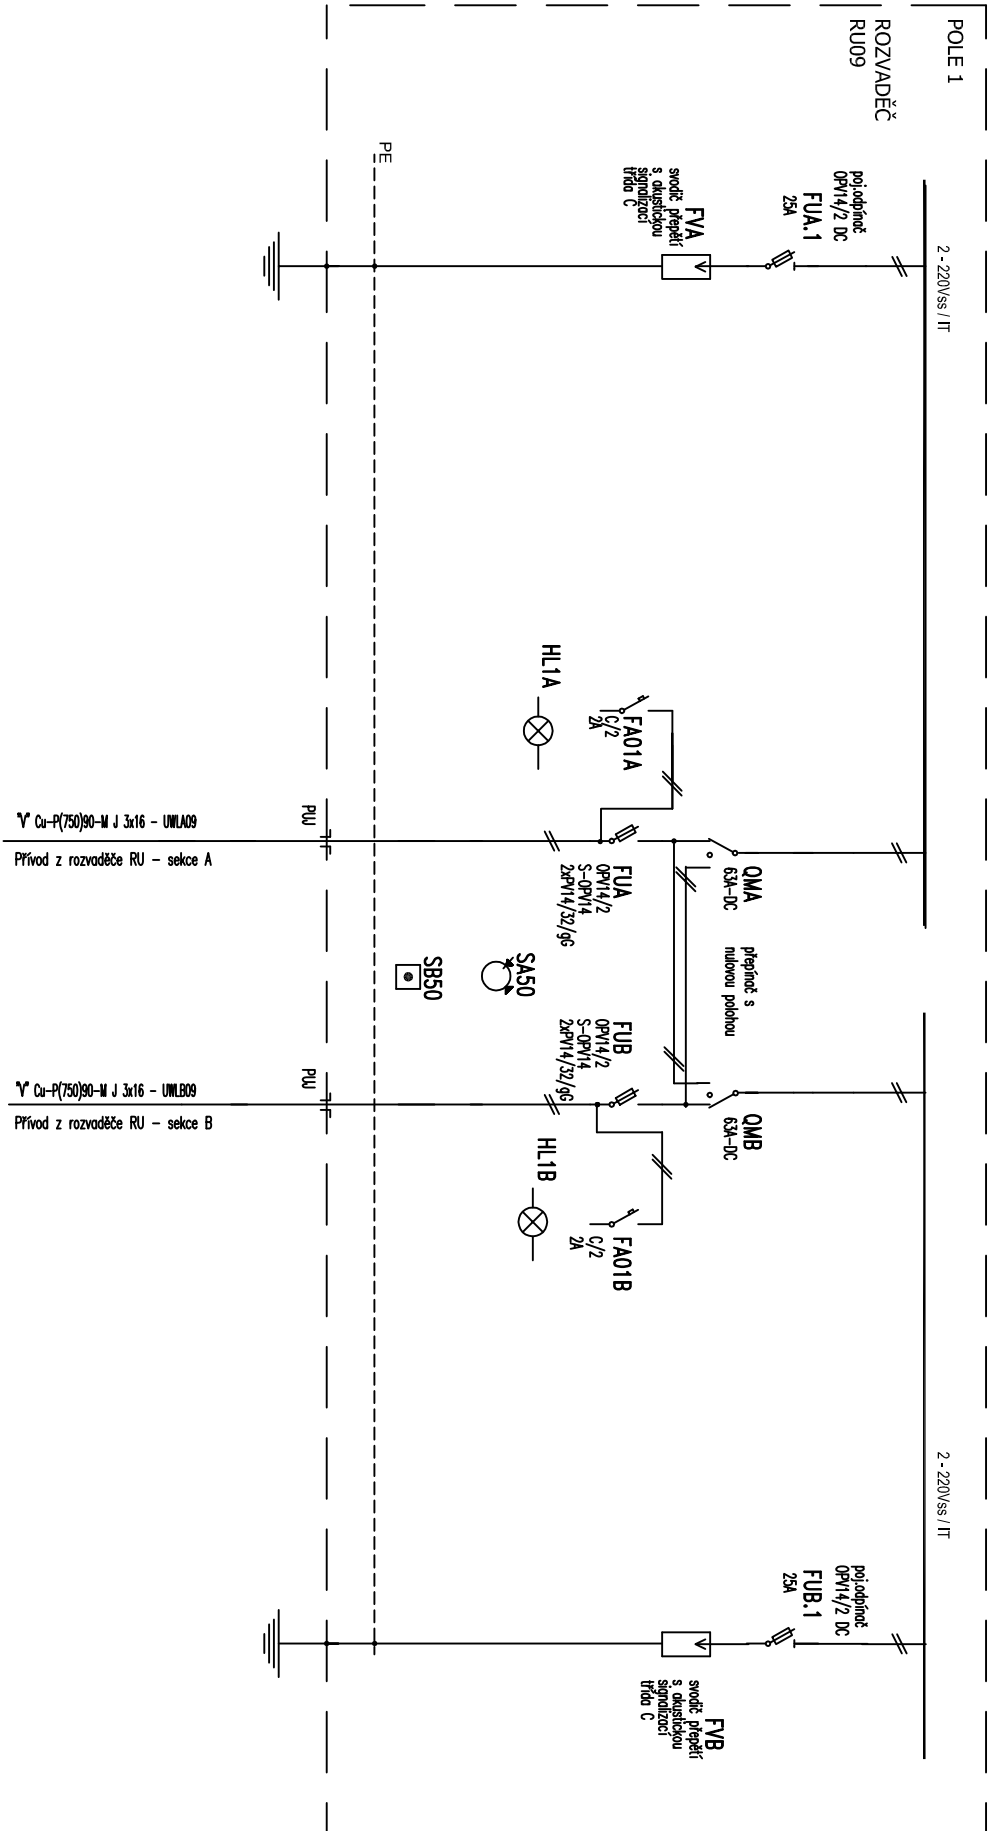 POLE 1
ROZVADĚČ
RU09
2 - 220Vss / IT
2 - 220Vss / IT
poj.odpínač
OPV14/2 DC
FUA.1
25A
FVA
svodič přepětí
s akustickou
signalizací
třída C
PE
HL1A
FA01A
C/2
2A
QMA
63A-DC
přepínač s
nulovou polohou
FUA
OPV14/2
S-OPV14
2xPV14/32/gG
SA50
SB50
QMB
63A-DC
FUB
OPV14/2
S-OPV14
2xPV14/32/gG
HL1B
FA01B
C/2
2A
poj.odpínač
OPV14/2 DC
FUB.1
25A
FVB
svodič přepětí
s akustickou
signalizací
třída C
PUJ
"V" Cu-P(750)90-M J 3x16 - UWLA09
Přívod z rozvaděče RU - sekce A
PUJ
"V" Cu-P(750)90-M J 3x16 - UWLB09
Přívod z rozvaděče RU - sekce B